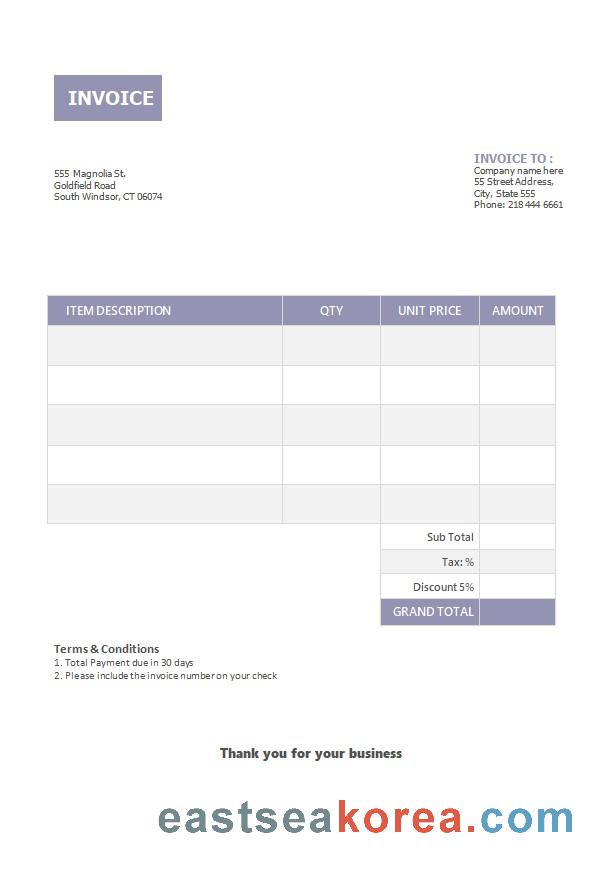 INVOICE
555 Magnolia St.
Goldfield Road
South Windsor, CT 06074
INVOICE TO :
Company name here
55 Street Address,
City, State 555
Phone: 218 444 6661
ITEM DESCRIPTION QTY UNIT PRICE AMOUNT
Sub Total
Tax: %
Discount 5%
GRAND TOTAL
Terms & Conditions
1. Total Payment due in 30 days
2. Please include the invoice number on your check
Thank you for your business
eastseakorea.com